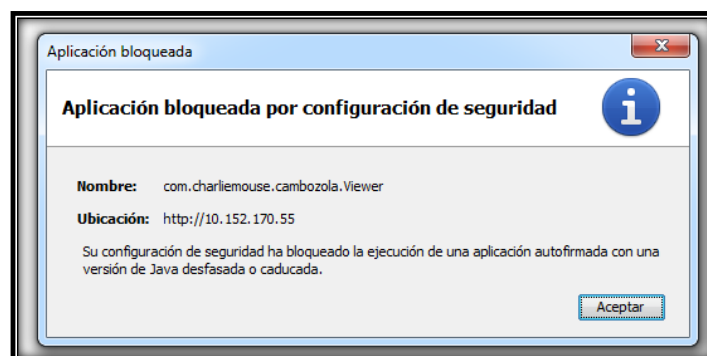 Aplicación bloqueada
Aplicación bloqueada por configuración de seguridad
Nombre: com.charliemouse.cambozola.Viewer
Ubicación: http://10.152.170.55
Su configuración de seguridad ha bloqueado la ejecución de una aplicación autofirmada con una
versión de Java desfasada o caducada.
Aceptar